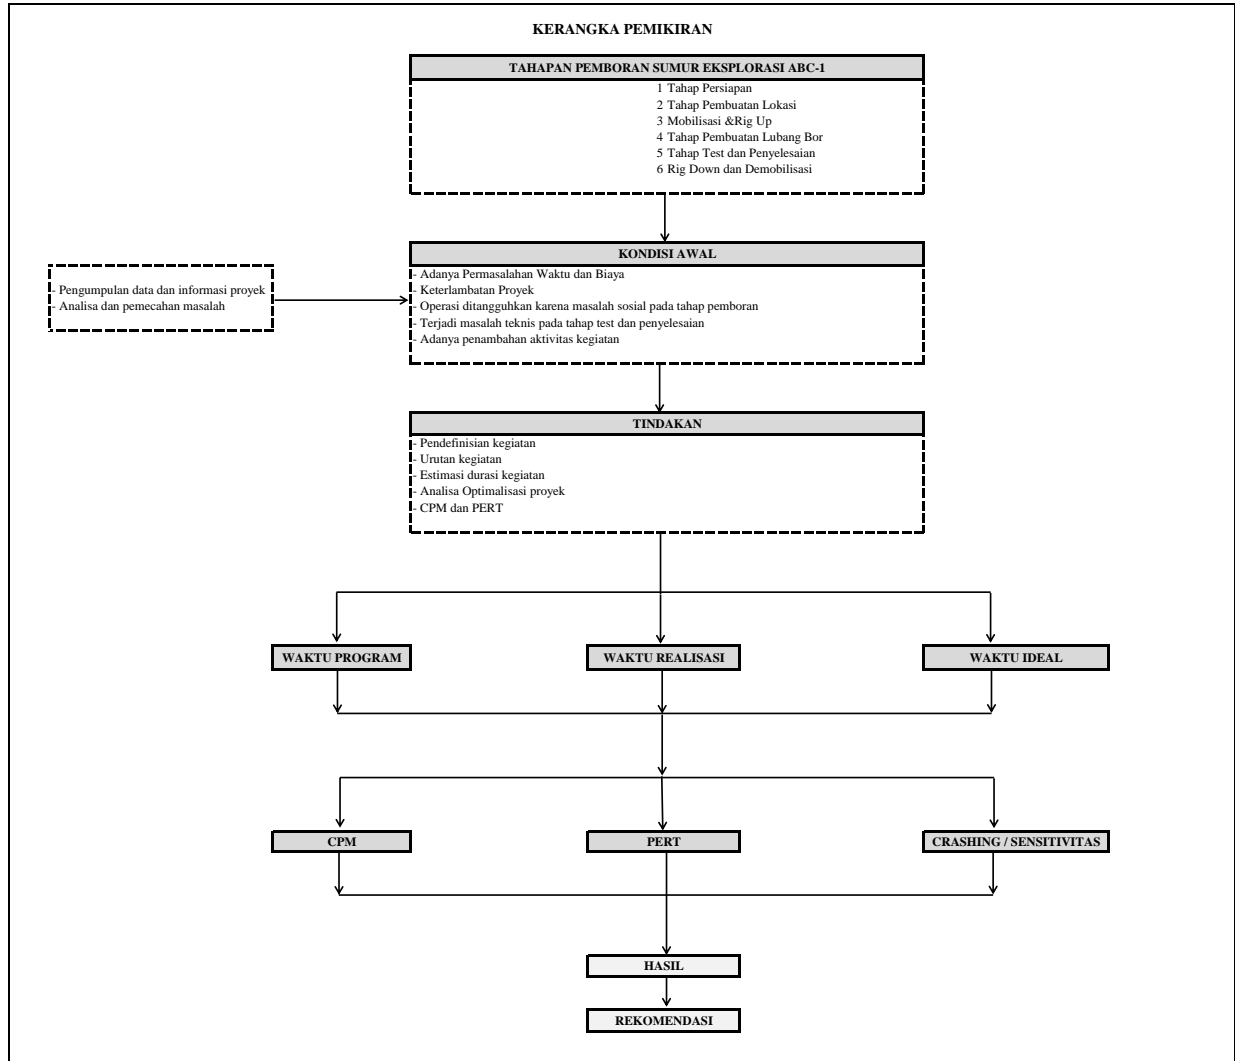 KERANGKA PEMIKIRAN
TAHAPAN PEMBORAN SUMUR EKSPLORASI ABC-1
1 Tahap Persiapan
2 Tahap Pembuatan Lokasi
3 Mobilisasi &Rig Up
4 Tahap Pembuatan Lubang Bor
5 Tahap Test dan Penyelesaian
6 Rig Down dan Demobilisasi
- Pengumpulan data dan informasi proyek
- Analisa dan pemecahan masalah
KONDISI AWAL
- Adanya Permasalahan Waktu dan Biaya
- Keterlambatan Proyek
- Operasi ditangguhkan karena masalah sosial pada tahap pemboran
- Terjadi masalah teknis pada tahap test dan penyelesaian
- Adanya penambahan aktivitas kegiatan
TINDAKAN
- Pendefinisian kegiatan
- Urutan kegiatan
- Estimasi durasi kegiatan
- Analisa Optimalisasi proyek
- CPM dan PERT
WAKTU PROGRAM
WAKTU REALISASI
WAKTU IDEAL
CPM
PERT
CRASHING / SENSITIVITAS
HASIL
REKOMENDASI